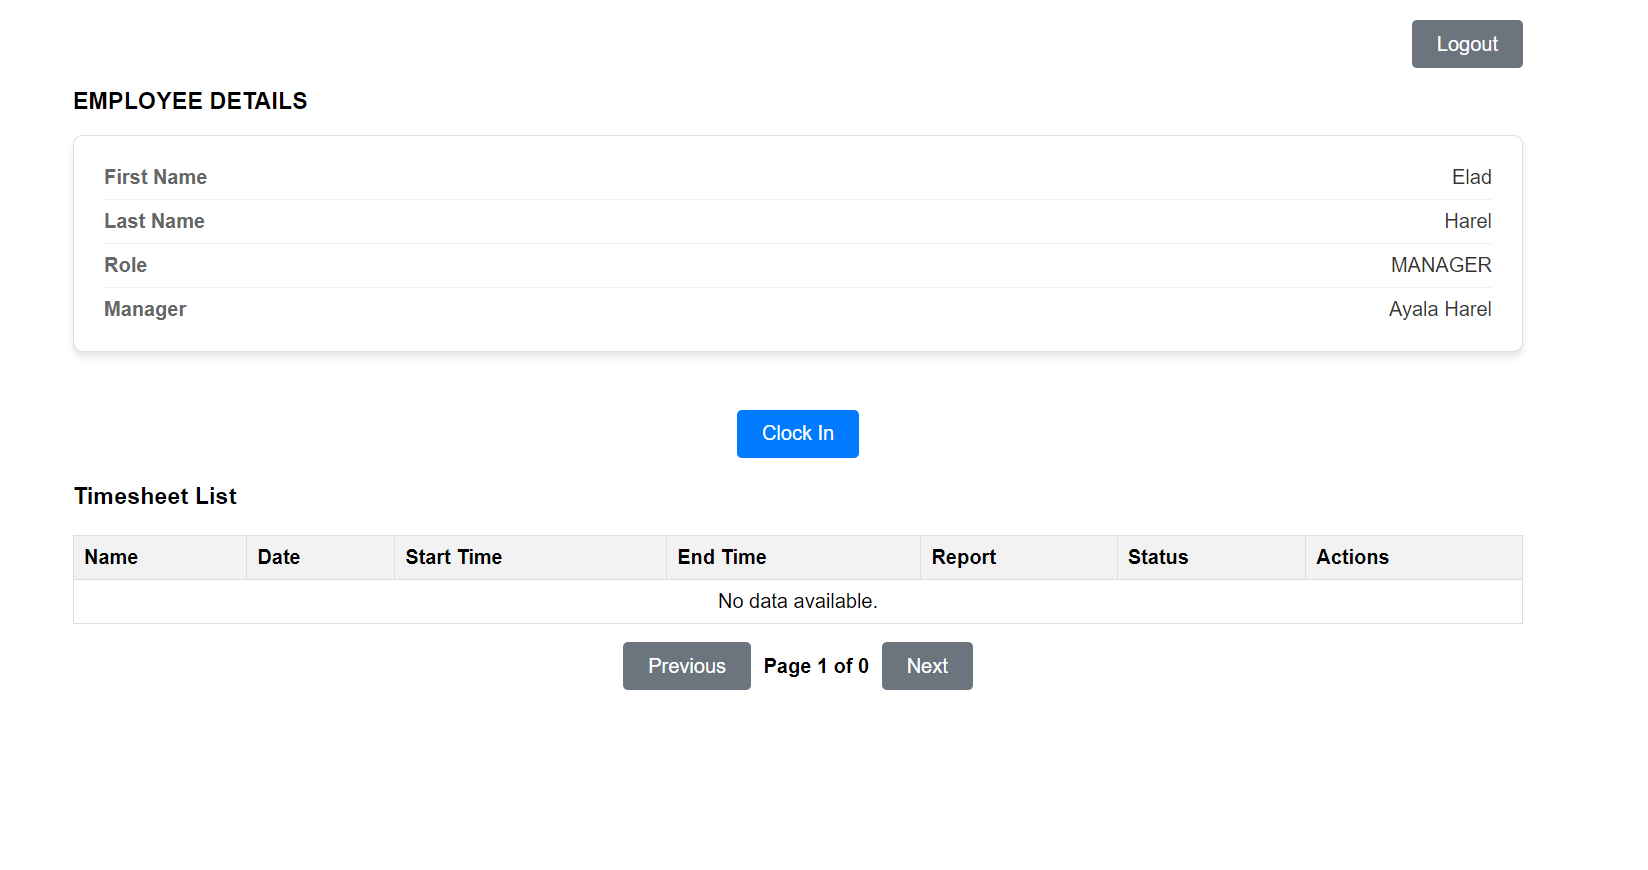 Logout
EMPLOYEE DETAILS
First Name Elad
Last Name Harel
Role MANAGER
Manager Ayala Harel
Clock In
Timesheet List
Name Date Start Time End Time Report Status Actions
No data available.
Previous Page 1 of 0 Next